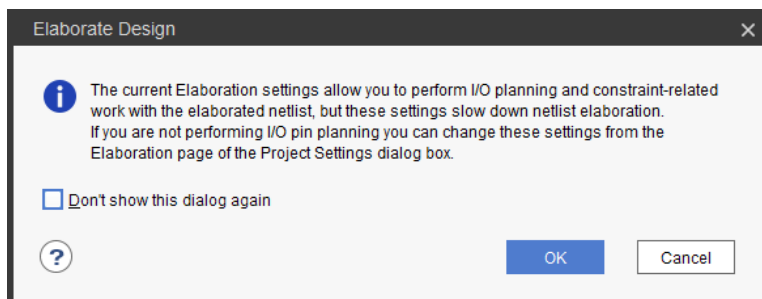 Elaborate Design
The current Elaboration settings allow you to perform I/O planning and constraint-related
work with the elaborated netlist, but these settings slow down netlist elaboration.
If you are not performing I/O pin planning you can change these settings from the
Elaboration page of the Project Settings dialog box.
Don't show this dialog again
?
OK
Cancel